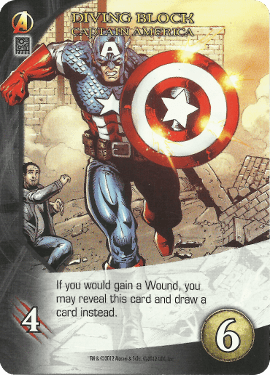 DIVING BLOCK
CAPTAIN AMERICA
If you would gain a Wound, you
may reveal this card and draw a
card instead.
4
6